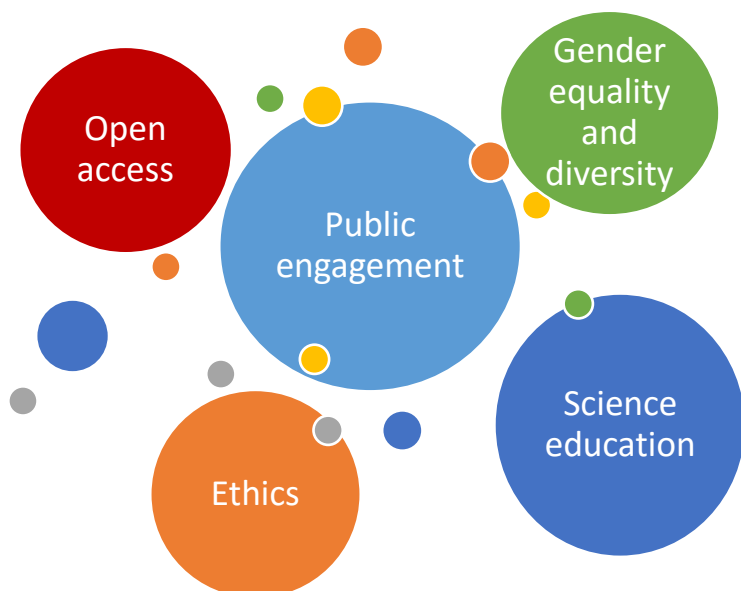 Open
access
Gender
equality
and
diversity
Public
engagement
Science
education
Ethics